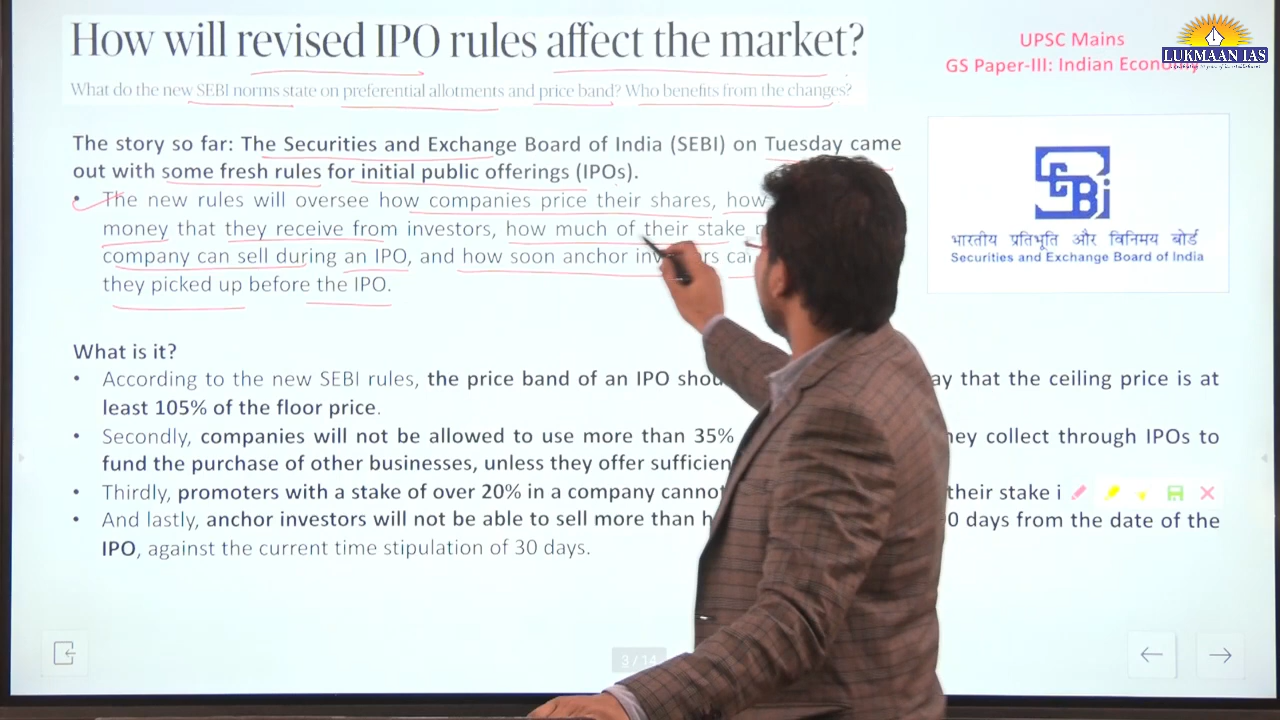 How will revised IPO rules affect the market?
What do the new SEBI norms state on preferential allotments and price band? Who benefits from the changes?
UPSC Mains
GS Paper-III: Indian Economy
LUKMAAN IAS
The story so far: The Securities and Exchange Board of India (SEBI) on Tuesday came
out with some fresh rules for initial public offerings (IPOs).
• The new rules will oversee how companies price their shares, how
money that they receive from investors, how much of their stake
company can sell during an IPO, and how soon anchor investors
they picked up before the IPO.
SEBI
भारतीय प्रतिभूति और विनिमय बोर्ड
Securities and Exchange Board of India
What is it?
• According to the new SEBI rules, the price band of an IPO that the ceiling price is at
least 105% of the floor price.
• Secondly, companies will not be allowed to use more than 35% collect through IPOs to
fund the purchase of other businesses, unless they offer
• Thirdly, promoters with a stake of over 20% in a company their stake
• And lastly, anchor investors will not be able to sell more than days from the date of the
IPO, against the current time stipulation of 30 days.
3 / 14